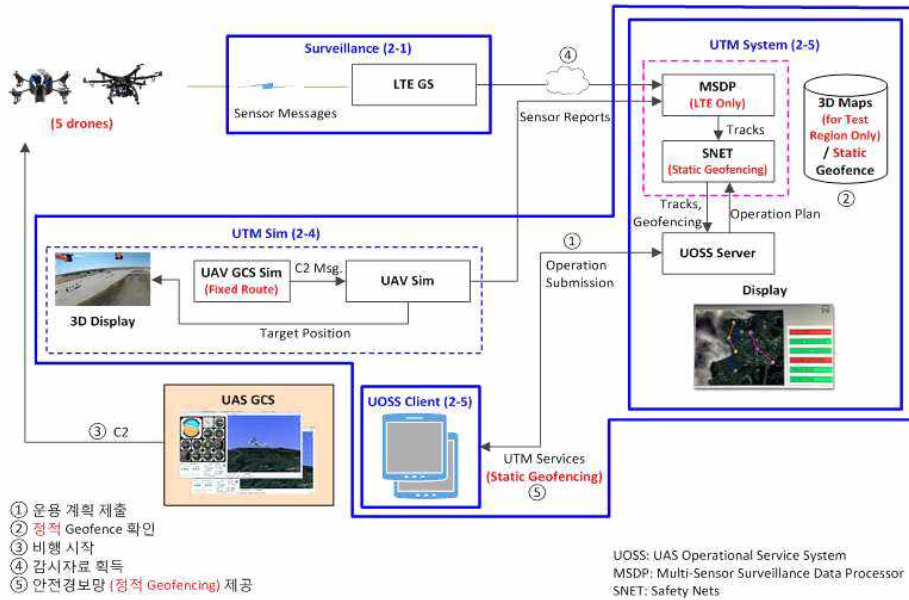 Surveillance (2-1)
LTE GS
Sensor Messages
(5 drones)
④
Sensor Reports
UTM System (2-5)
MSDP
(LTE Only)
Tracks
SNET
(Static Geofencing)
3D Maps
(for Test
Region Only)
/ Static
Geofence
②
Tracks,
Geofencing
Operation Plan
UOSS Server
Display
UTM Sim (2-4)
UAV GCS Sim
(Fixed Route)
C2 Msg.
UAV Sim
3D Display
Target Position
①
Operation
Submission
UAS GCS
③ C2
UOSS Client (2-5)
UTM Services
(Static Geofencing)
⑤
① 운용 계획 제출
② 정적 Geofence 확인
③ 비행 시작
④ 감시자료 획득
⑤ 안전경보망 (정적 Geofencing) 제공
UOSS: UAS Operational Service System
MSDP: Multi-Sensor Surveillance Data Processor
SNET: Safety Nets